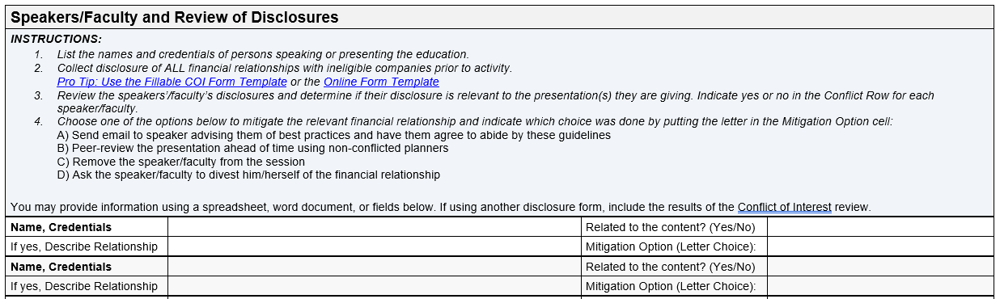 Speakers/Faculty and Review of Disclosures
INSTRUCTIONS:
1. List the names and credentials of persons speaking or presenting the education.
2. Collect disclosure of ALL financial relationships with ineligible companies prior to activity.
Pro Tip: Use the Fillable COI Form Template or the Online Form Template
3. Review the speakers'/faculty's disclosures and determine if their disclosure is relevant to the presentation(s) they are giving. Indicate yes or no in the Conflict Row for each
speaker/faculty.
4. Choose one of the options below to mitigate the relevant financial relationship and indicate which choice was done by putting the letter in the Mitigation Option cell:
A) Send email to speaker advising them of best practices and have them agree to abide by these guidelines
B) Peer-review the presentation ahead of time using non-conflicted planners
C) Remove the speaker/faculty from the session
D) Ask the speaker/faculty to divest him/herself of the financial relationship
You may provide information using a spreadsheet, word document, or fields below. If using another disclosure form, include the results of the Conflict of Interest review.
Name, Credentials Related to the content? (Yes/No)
If yes, Describe Relationship Mitigation Option (Letter Choice):
Name, Credentials Related to the content? (Yes/No)
If yes, Describe Relationship Mitigation Option (Letter Choice):